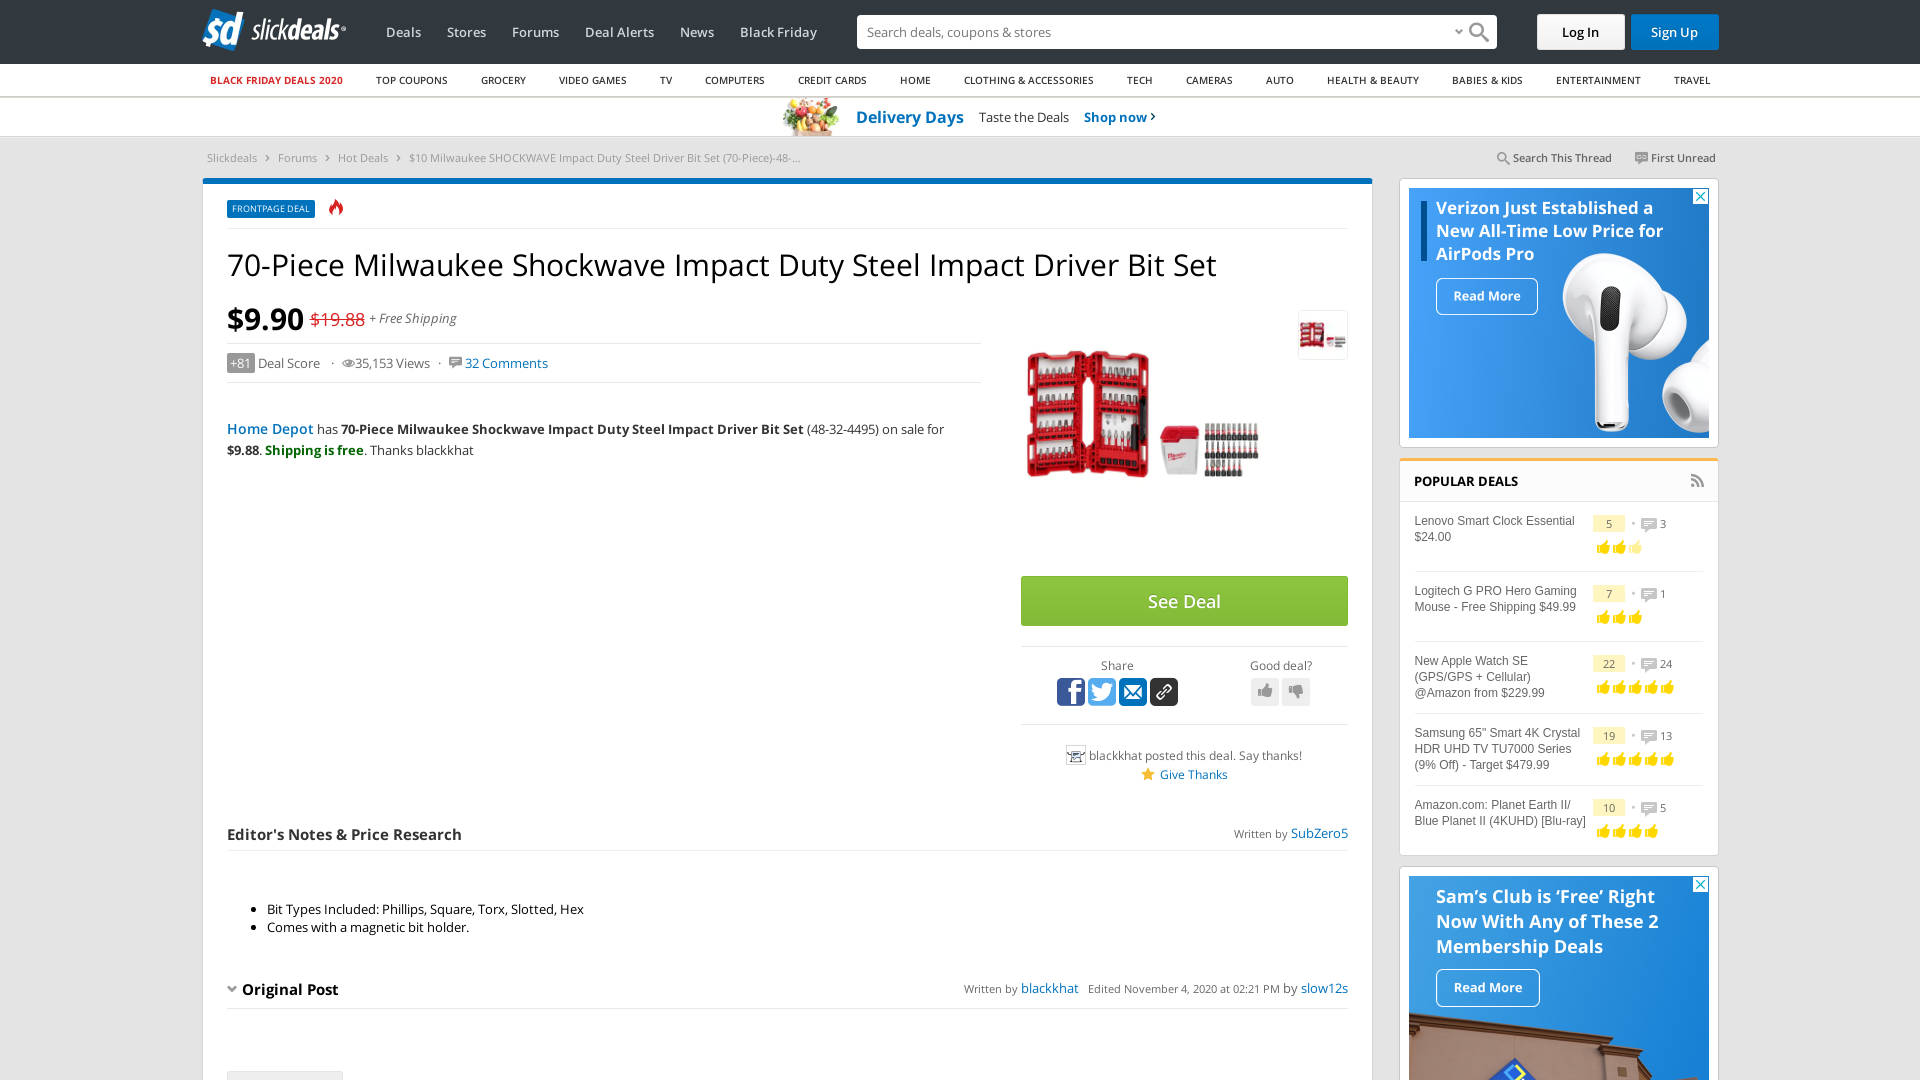 slickdeals
Deals Stores Forums Deal Alerts News Black Friday
Search deals, coupons & shopping
Log In
Sign Up
BLACK FRIDAY DEALS 2020 TOP COUPONS GROCERY VIDEO GAMES TV COMPUTERS CREDIT CARDS HOME CLOTHING & ACCESSORIES TECH CAMERAS AUTO HEALTH & BEAUTY BABIES & KIDS ENTERTAINMENT TRAVEL
Delivery Days Taste the Deals Shop now ›
Slickdeals › Forums › Hot Deals › $10 Milwaukee SHOCKWAVE Impact Duty Steel Driver Bit Set (70-Piece)-48-...
Search This Thread First Unread
FRONTPAGE DEAL
70-Piece Milwaukee Shockwave Impact Duty Steel Impact Driver Bit Set
$9.90 $19.88 + Free Shipping
+81 Deal Score · 35,153 Views · 32 Comments
Home Depot has 70-Piece Milwaukee Shockwave Impact Duty Steel Impact Driver Bit Set (48-32-4495) on sale for
$9.88. Shipping is free. Thanks blackkhat
See Deal
Share
Good deal?
blackkhat posted this deal. Say thanks!
Give Thanks
Editor's Notes & Price Research
Written by SubZero5
• Bit Types Included: Phillips, Square, Torx, Slotted, Hex
• Comes with a magnetic bit holder.
Original Post
Written by blackkhat Edited November 4, 2020 at 02:21 PM by slow12s
Verizon Just Established a
New All-Time Low Price for
AirPods Pro
Read More
POPULAR DEALS
Lenovo Smart Clock Essential
$24.00
5 • 3
Logitech G PRO Hero Gaming
Mouse - Free Shipping $49.99
7 • 1
New Apple Watch SE
(GPS/GPS + Cellular)
@Amazon from $229.99
22 • 24
Samsung 65" Smart 4K Crystal
HDR UHD TV TU7000 Series
(9% Off) - Target $479.99
19 • 13
Amazon.com: Planet Earth II/
Blue Planet II (4KUHD) [Blu-ray]
10 • 5
Sam's Club is ‘Free’ Right
Now With Any of These 2
Membership Deals
Read More